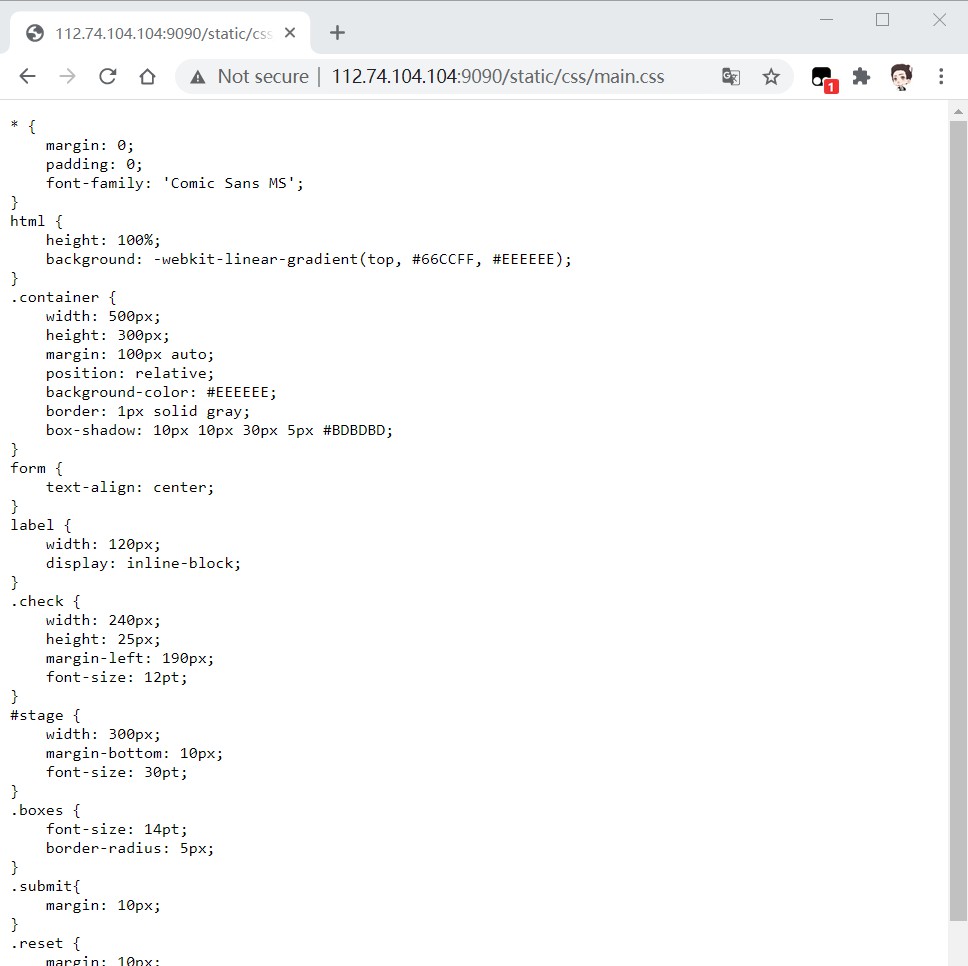 112.74.104.104:9090/static/css
Not secure | 112.74.104.104:9090/static/css/main.css
1
* {
    margin: 0;
    padding: 0;
    font-family: 'Comic Sans MS';
}
html {
    height: 100%;
    background: -webkit-linear-gradient(top, #66CCFF, #EEEEEE);
}
.container {
    width: 500px;
    height: 300px;
    margin: 100px auto;
    position: relative;
    background-color: #EEEEEE;
    border: 1px solid gray;
    box-shadow: 10px 10px 30px 5px #BDBDBD;
}
form {
    text-align: center;
}
label {
    width: 120px;
    display: inline-block;
}
.check {
    width: 240px;
    height: 25px;
    margin-left: 190px;
    font-size: 12pt;
}
#stage {
    width: 300px;
    margin-bottom: 10px;
    font-size: 30pt;
}
.boxes {
    font-size: 14pt;
    border-radius: 5px;
}
.submit{
    margin: 10px;
}
.reset {
    margin: 10px;